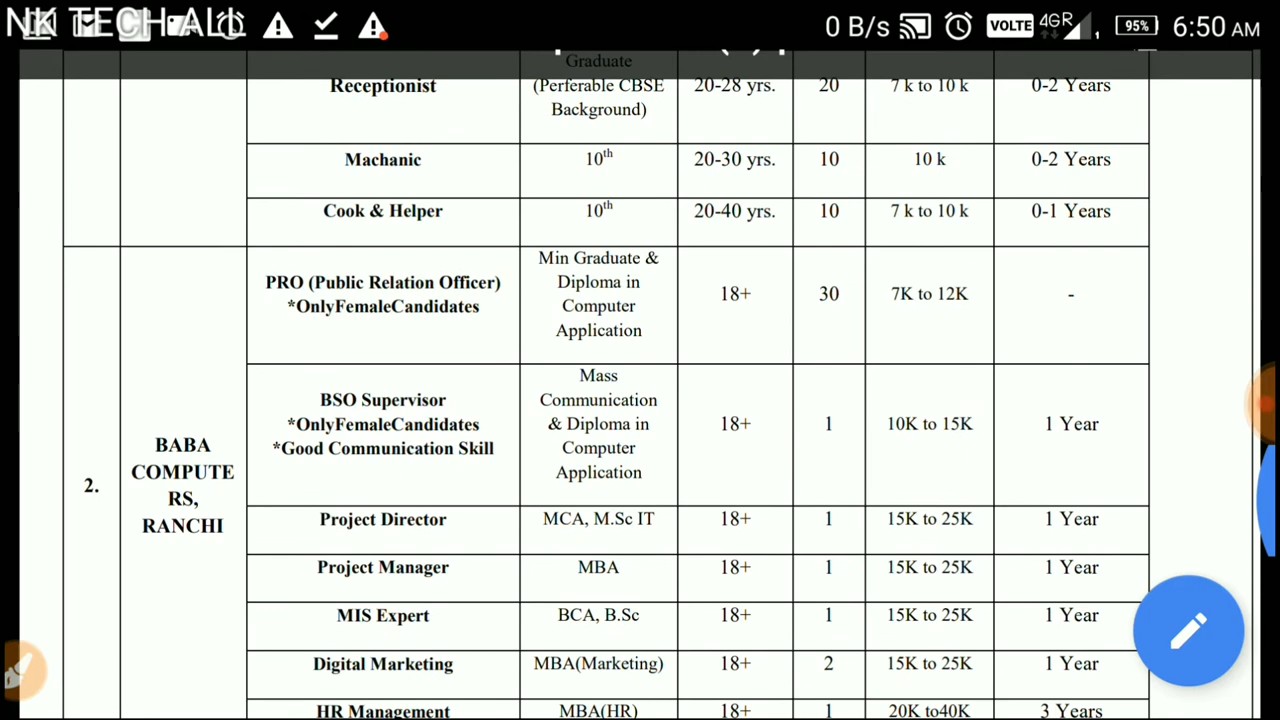 NK TECH ALL
0 B/s VOLTE 4GR 95% 6:50 AM
Graduate
Receptionist (Perferable CBSE 20-28 yrs. 20 7 k to 10 k 0-2 Years
Background)
Machanic 10th 20-30 yrs. 10 10 k 0-2 Years
Cook & Helper 10th 20-40 yrs. 10 7 k to 10 k 0-1 Years
2.
BABA
COMPUTE
RS,
RANCHI
PRO (Public Relation Officer)
*OnlyFemaleCandidates
Min Graduate &
Diploma in
Computer
Application
18+ 30 7K to 12K -
BSO Supervisor
*OnlyFemaleCandidates
*Good Communication Skill
Mass
Communication
& Diploma in
Computer
Application
18+ 1 10K to 15K 1 Year
Project Director MCA, M.Sc IT 18+ 1 15K to 25K 1 Year
Project Manager MBA 18+ 1 15K to 25K 1 Year
MIS Expert BCA, B.Sc 18+ 1 15K to 25K 1 Year
Digital Marketing MBA(Marketing) 18+ 2 15K to 25K 1 Year
HR Management MBA(HR) 18+ 1 20K to40K 3 Years